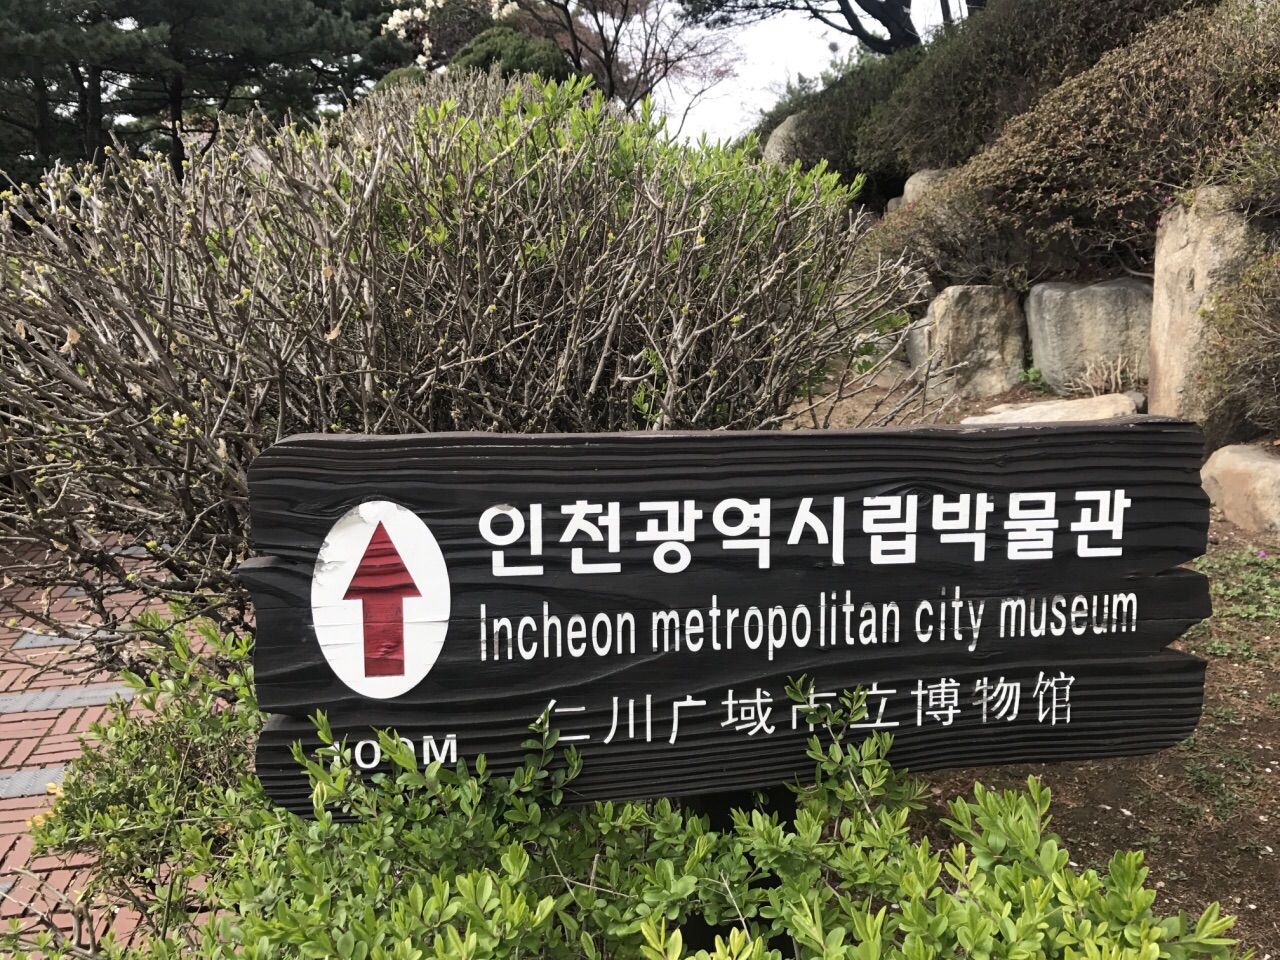 인천광역시립박물관
Incheon metropolitan city museum
仁川广域市立博物馆